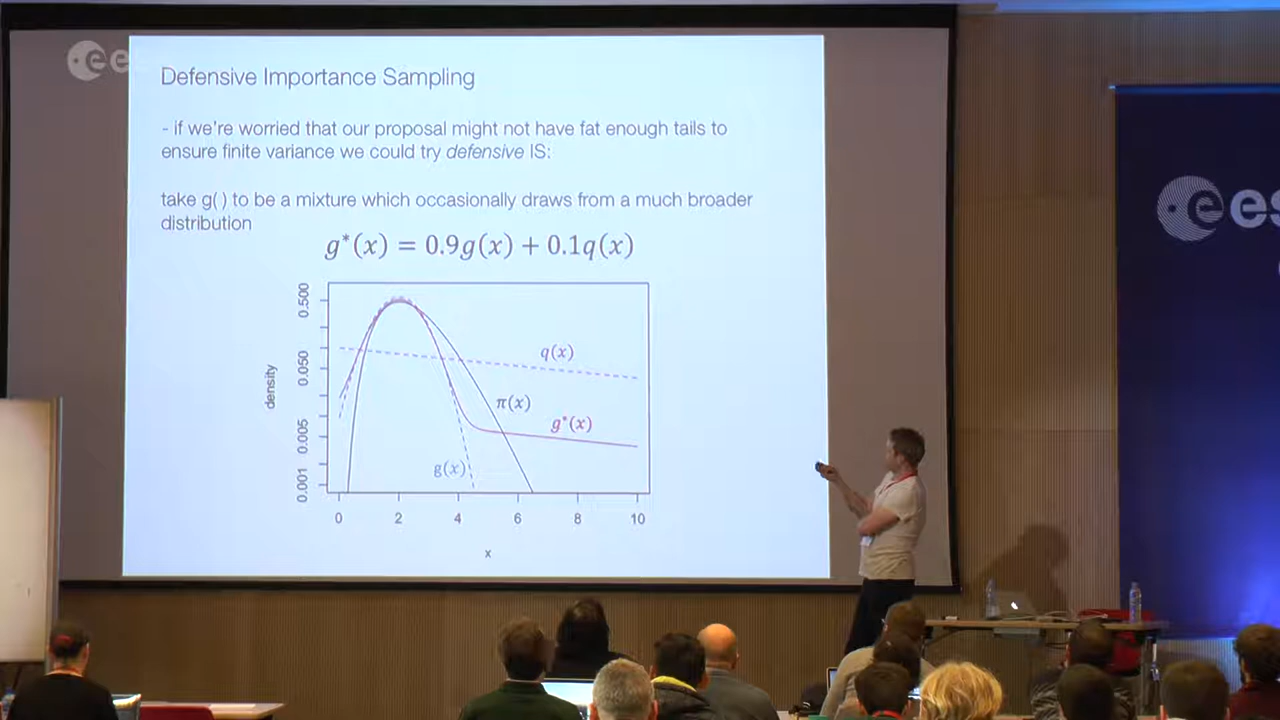 ee
Defensive Importance Sampling
- if we're worried that our proposal might not have fat enough tails to
ensure finite variance we could try defensive IS:
take g( ) to be a mixture which occasionally draws from a much broader
distribution
g*(x) = 0.9g(x) + 0.1q(x)
0.500
0.050
0.005
0.001
density
q(x)
π(x)
g*(x)
g(x)
0 2 4 6 8 10
x
es